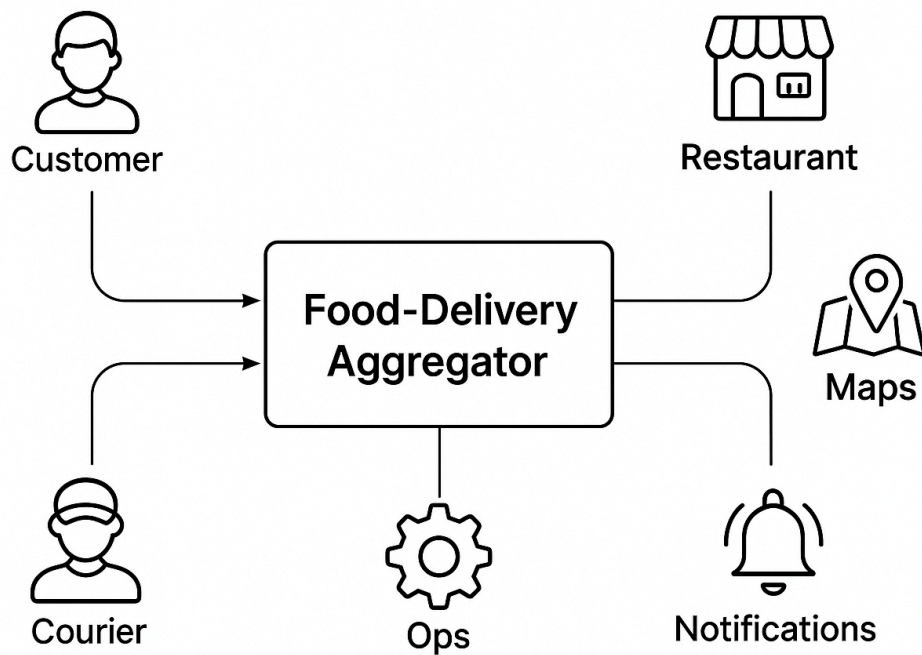 Customer
Restaurant
Food-Delivery
Aggregator
Maps
Courier
Ops
Notifications